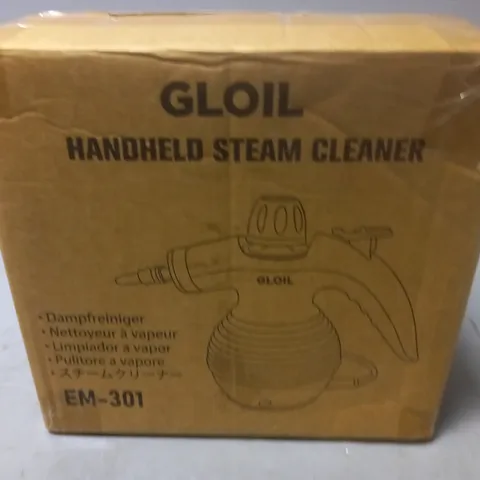 GLOIL
HANDHELD STEAM CLEANER
GLOIL
• Dampfreiniger
• Nettoyeur à vapeur
• Limpiador a vapor
• Pulitore a vapore
• スチームクリーナー
EM-301